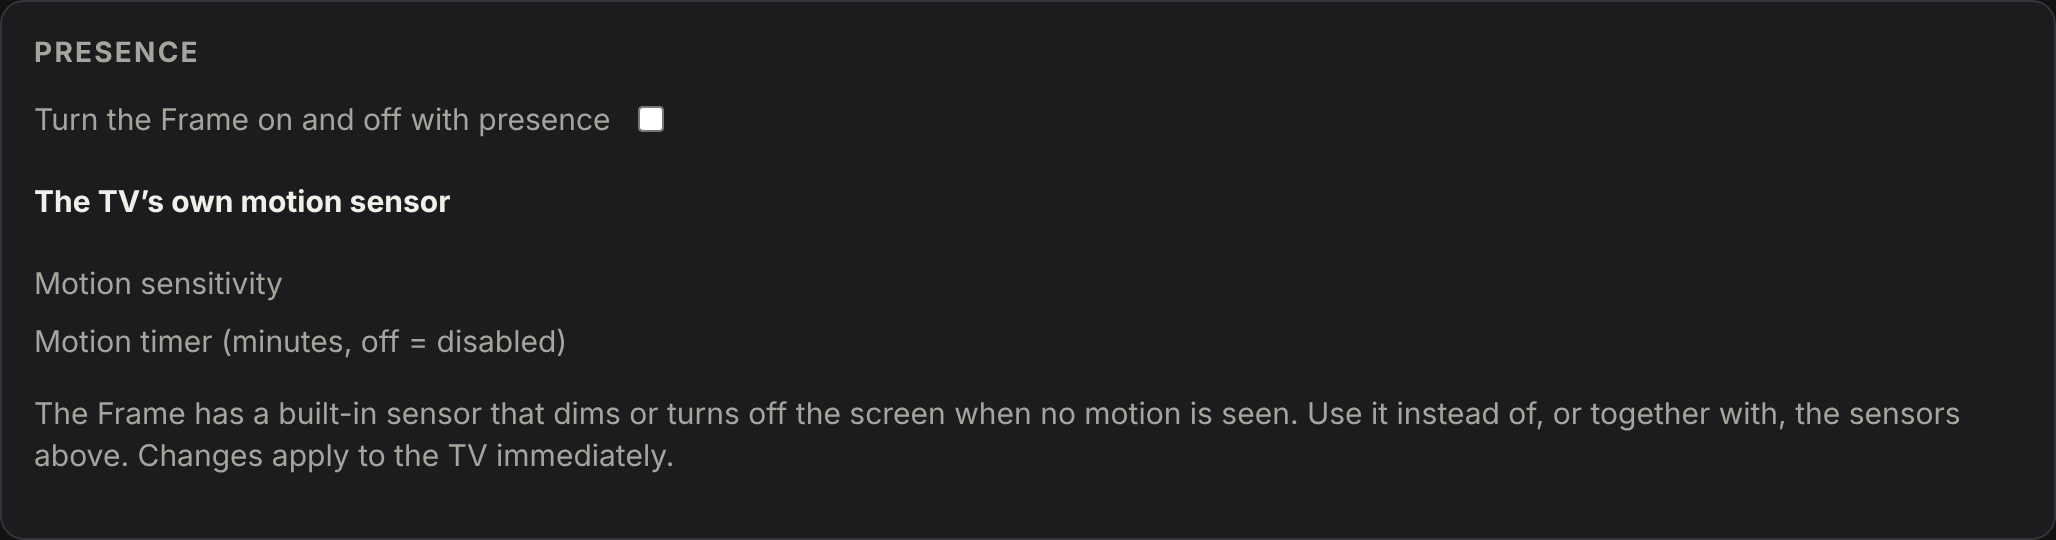 PRESENCE
Turn the Frame on and off with presence
The TV’s own motion sensor
Motion sensitivity
Motion timer (minutes, off = disabled)
The Frame has a built-in sensor that dims or turns off the screen when no motion is seen. Use it instead of, or together with, the sensors
above. Changes apply to the TV immediately.